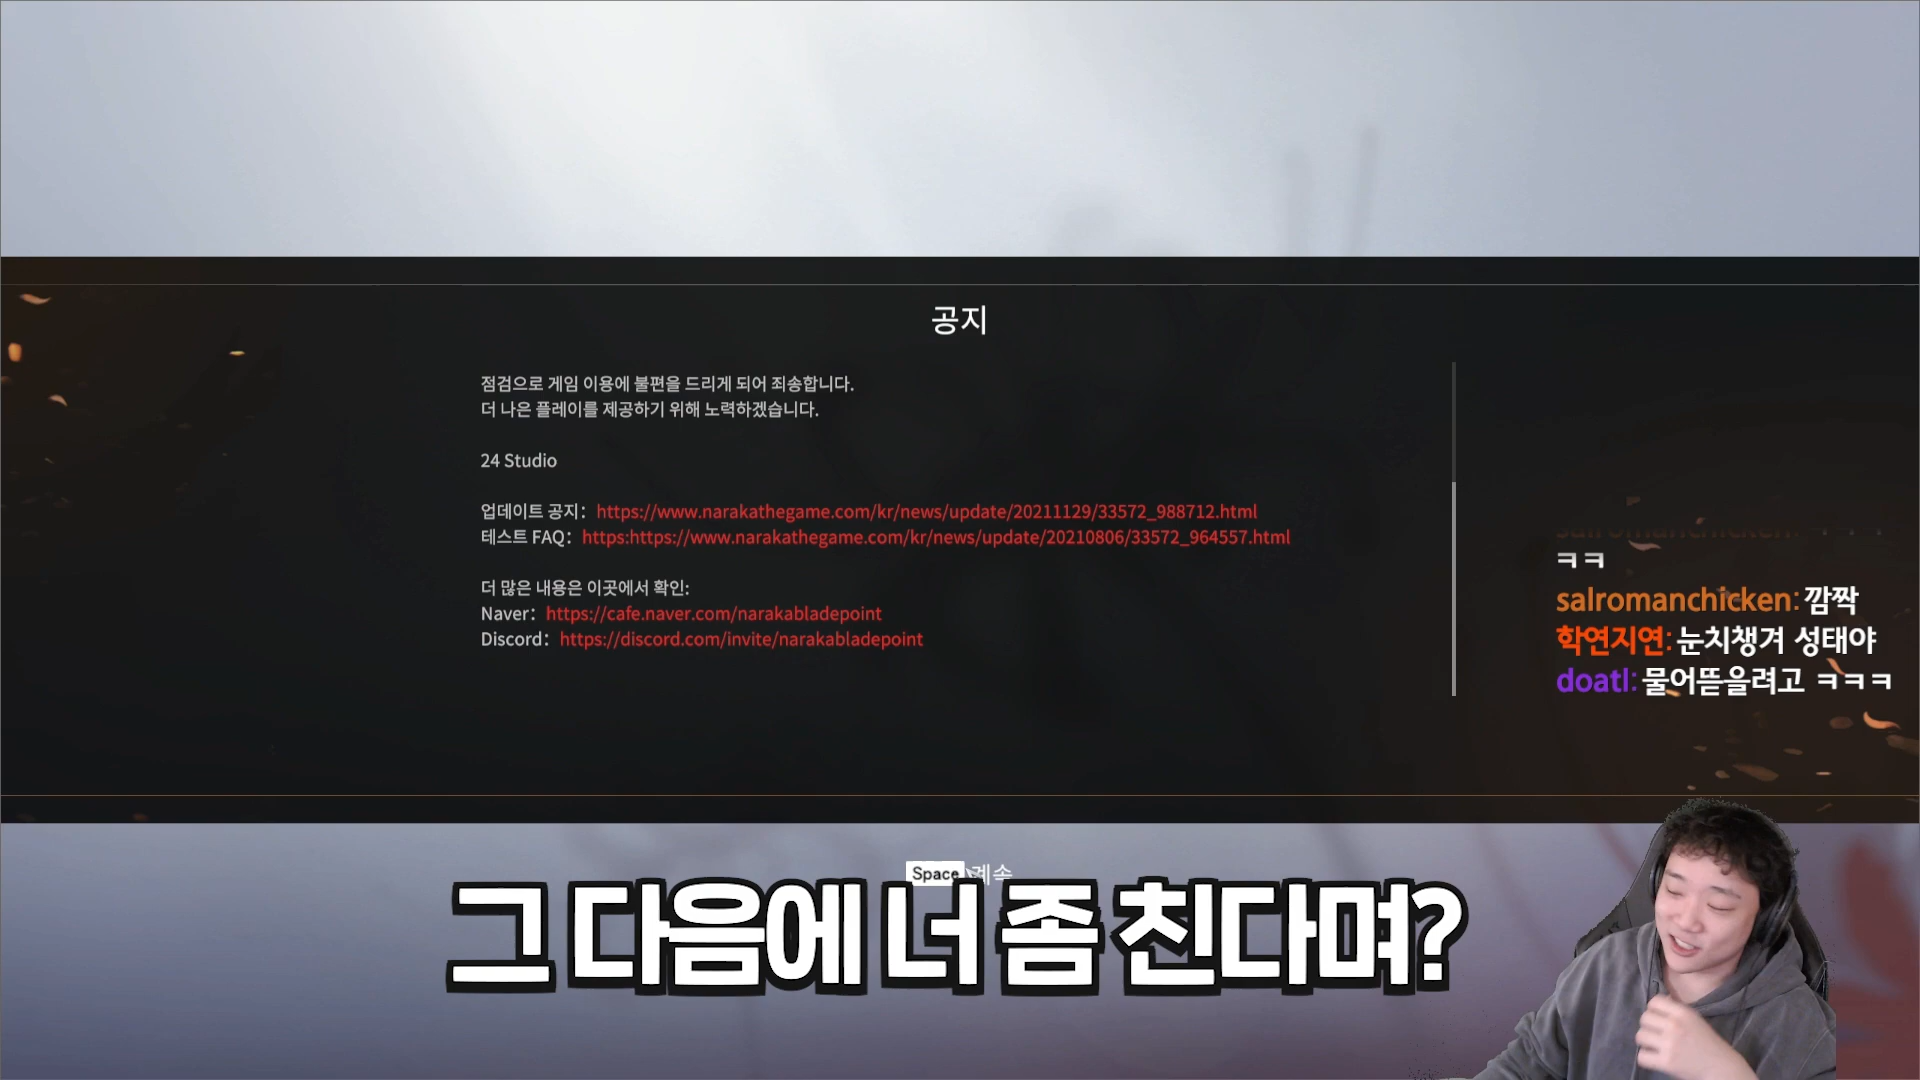 공지
점검으로 게임 이용에 불편을 드리게 되어 죄송합니다.
더 나은 플레이를 제공하기 위해 노력하겠습니다.
24 Studio
업데이트 공지: https://www.narakathegame.com/kr/news/update/20211129/33572_988712.html
테스트 FAQ: https:https://www.narakathegame.com/kr/news/update/20210806/33572_964557.html
더 많은 내용은 이곳에서 확인:
Naver: https://cafe.naver.com/narakabladepoint
Discord: https://discord.com/invite/narakabladepoint
ㅋㅋ
salromanchicken: 깜짝
학연지연: 눈치챙겨 성태야
doatl: 물어뜯을려고 ㅋㅋㅋ
Space 계속
그 다음에 너 좀 친다며?